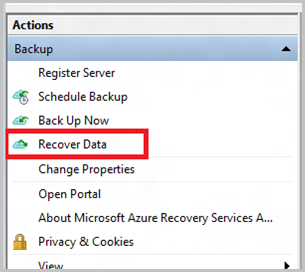 Actions
Backup
Register Server
Schedule Backup
Back Up Now
Recover Data
Change Properties
Open Portal
About Microsoft Azure Recovery Services A...
Privacy & Cookies
View